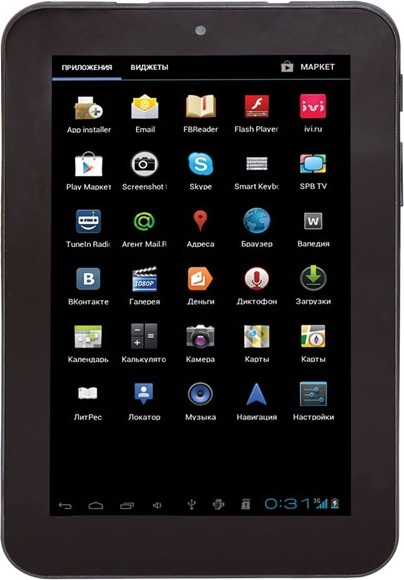 ПРИЛОЖЕНИЯ ВИДЖЕТЫ МАРКЕТ
App installer Email FBReader Flash Player ivi.ru
Play Маркет Screenshot Skype Smart Keybo SPB TV
TuneIn Radio Агент Mail.R Адреса Браузер Вапедия
ВКонтакте Галерея Деньги Диктофон Загрузки
Календарь Калькулято Камера Карты Карты
ЛитРес Локатор Музыка Навигация Настройки
0:31 3G